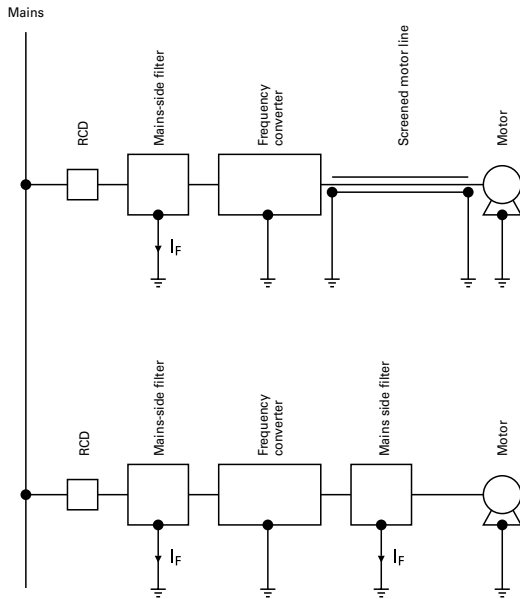 Mains
RCD
Mains-side filter
Frequency
converter
Screened motor line
Motor
I_F
RCD
Mains-side filter
Frequency
converter
Mains side filter
Motor
I_F
I_F